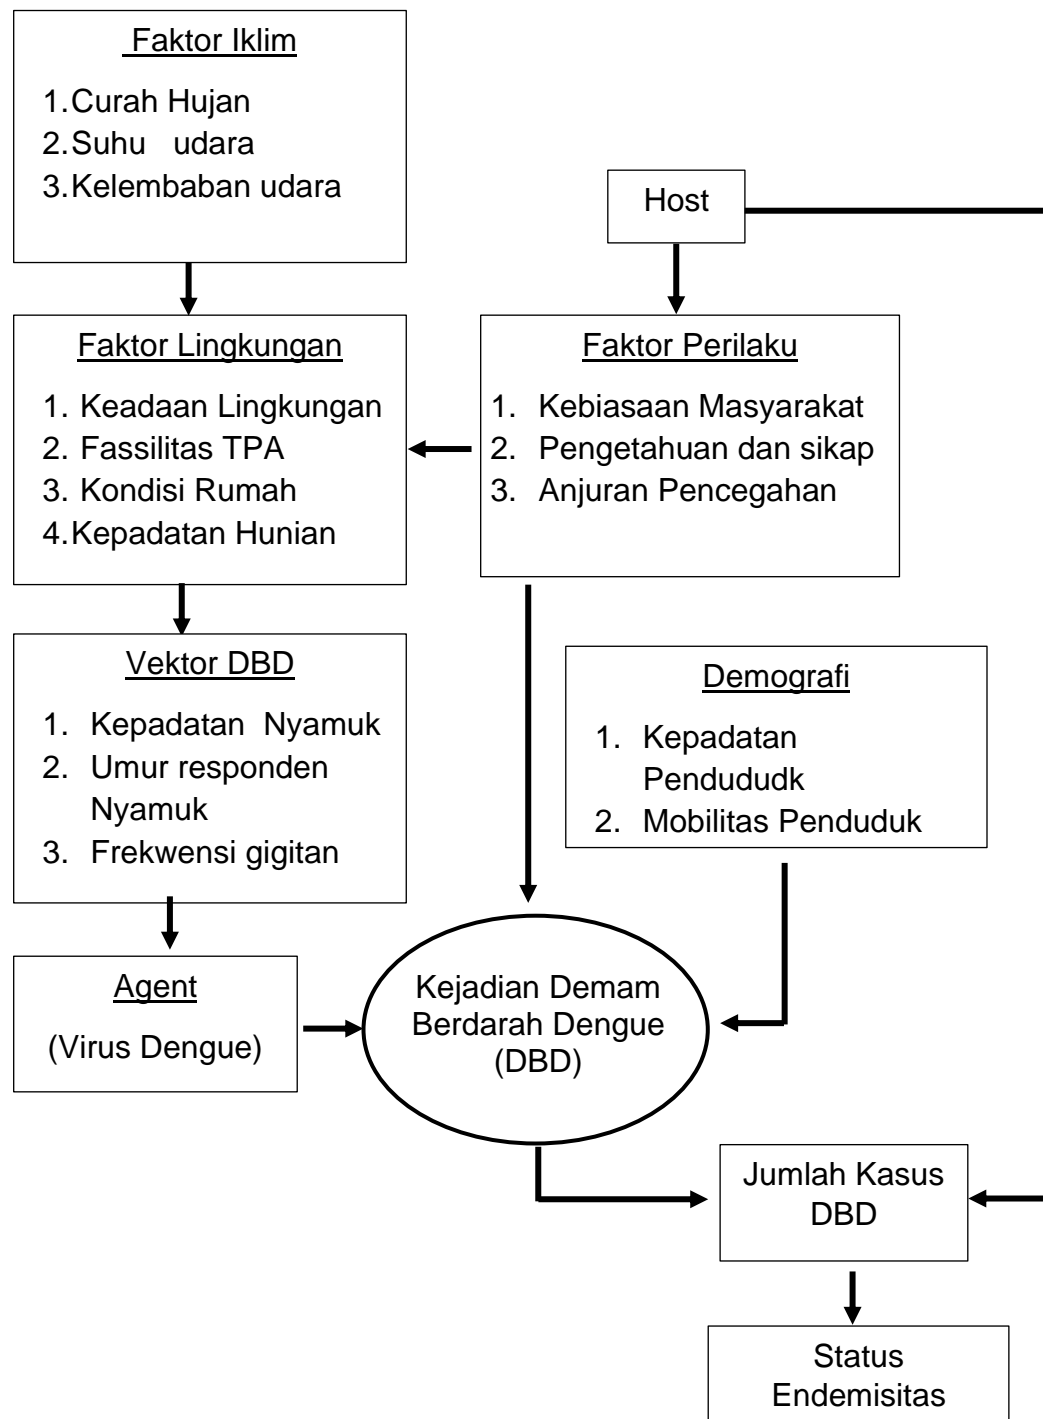 Faktor Iklim
1.Curah Hujan
2.Suhu udara
3.Kelembaban udara
Host
Faktor Lingkungan
1. Keadaan Lingkungan
2. Fassilitas TPA
3. Kondisi Rumah
4.Kepadatan Hunian
Faktor Perilaku
1. Kebiasaan Masyarakat
2. Pengetahuan dan sikap
3. Anjuran Pencegahan
Vektor DBD
1. Kepadatan Nyamuk
2. Umur responden
Nyamuk
3. Frekwensi gigitan
Demografi
1. Kepadatan
Pendududk
2. Mobilitas Penduduk
Agent
(Virus Dengue)
Kejadian Demam
Berdarah Dengue
(DBD)
Jumlah Kasus
DBD
Status
Endemisitas